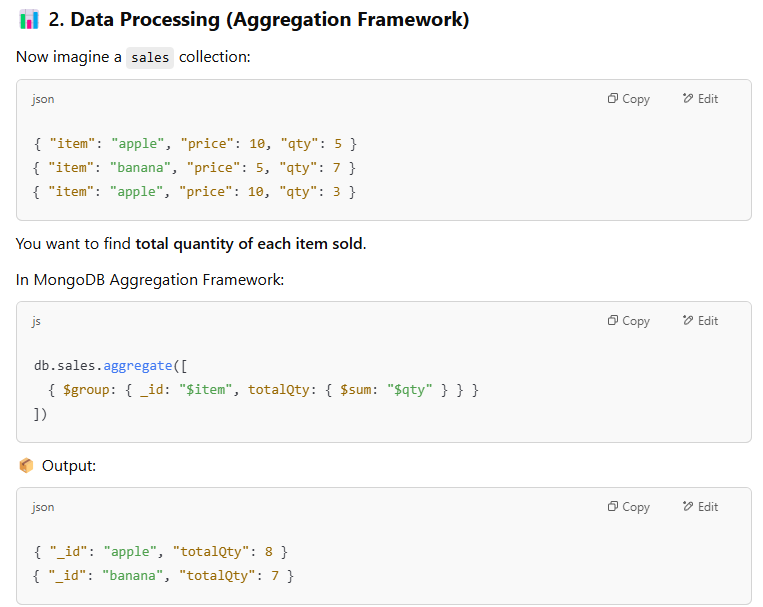 📊 2. Data Processing (Aggregation Framework)
Now imagine a sales collection:
json
Copy
Edit
{ "item": "apple", "price": 10, "qty": 5 }
{ "item": "banana", "price": 5, "qty": 7 }
{ "item": "apple", "price": 10, "qty": 3 }
You want to find total quantity of each item sold.
In MongoDB Aggregation Framework:
js
Copy
Edit
db.sales.aggregate([
  { $group: { _id: "$item", totalQty: { $sum: "$qty" } } }
])
📦 Output:
json
Copy
Edit
{ "_id": "apple", "totalQty": 8 }
{ "_id": "banana", "totalQty": 7 }